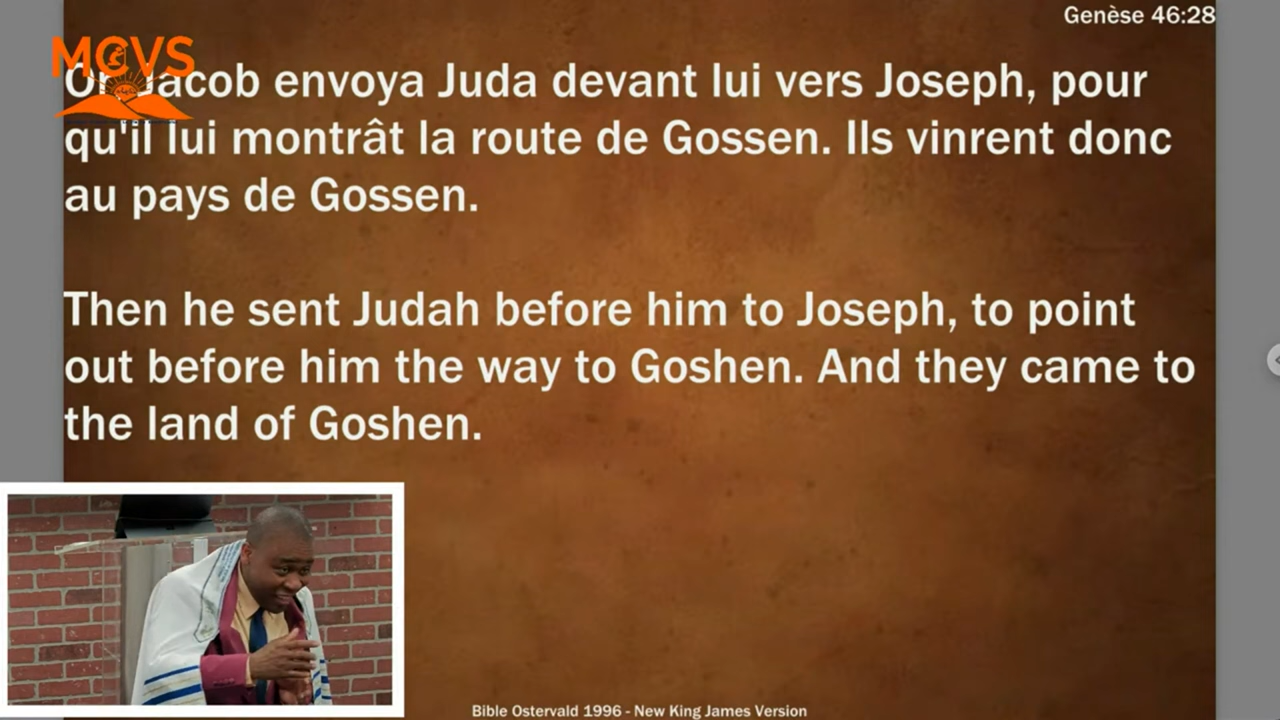 Genèse 46:28
MCVS
Or Jacob envoya Juda devant lui vers Joseph, pour
qu'il lui montrât la route de Gossen. Ils vinrent donc
au pays de Gossen.
Then he sent Judah before him to Joseph, to point
out before him the way to Goshen. And they came to
the land of Goshen.
Bible Ostervald 1996 - New King James Version